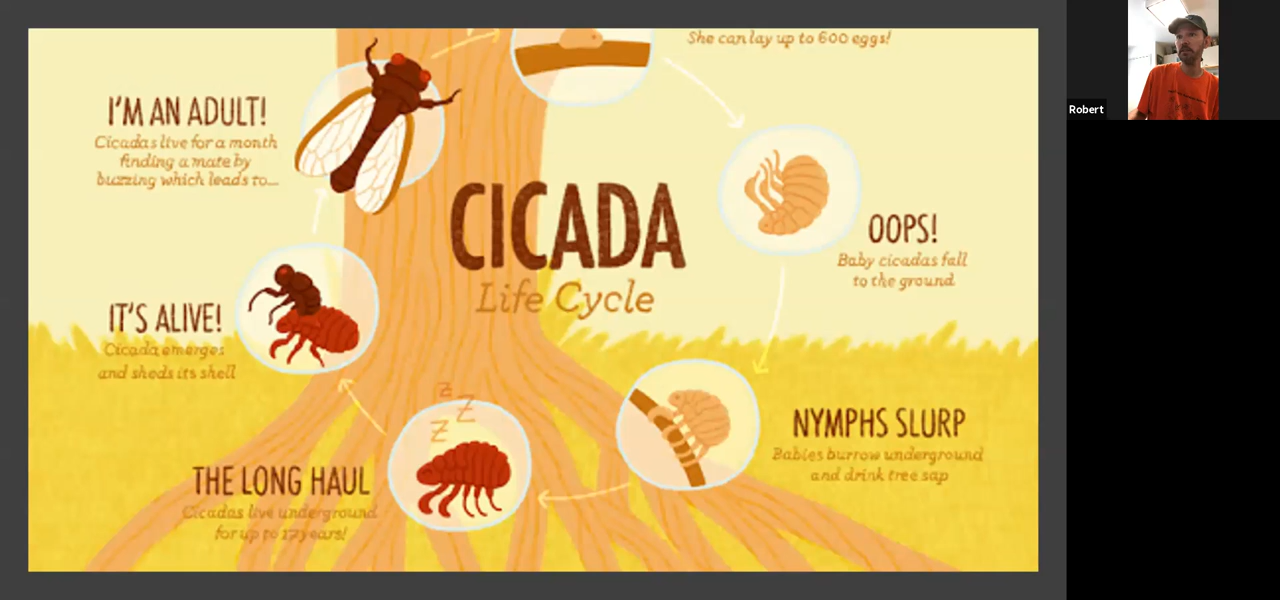 She can lay up to 600 eggs!
I'M AN ADULT!
Cicadas live for a month
finding a mate by
buzzing which leads to...
CICADA
Life Cycle
OOPS!
Baby cicadas fall
to the ground
IT'S ALIVE!
Cicada emerges
and sheds its shell
Z
Z
Z
NYMPHS SLURP
Babies burrow underground
and drink tree sap
THE LONG HAUL
Cicadas live underground
for up to 17 years!
Robert